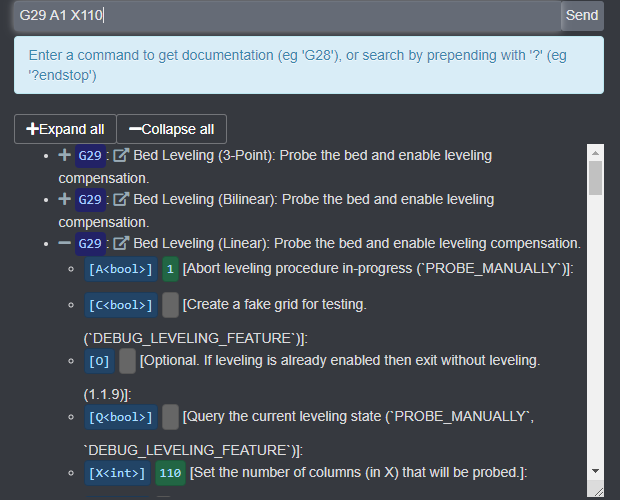 G29 A1 X110
Send
Enter a command to get documentation (eg 'G28'), or search by prepending with '?' (eg
'?endstop')
Expand all
Collapse all
G29: Bed Leveling (3-Point): Probe the bed and enable leveling
compensation.
G29: Bed Leveling (Bilinear): Probe the bed and enable leveling
compensation.
G29: Bed Leveling (Linear): Probe the bed and enable leveling compensation.
[A<bool>] 1 [Abort leveling procedure in-progress (`PROBE_MANUALLY`)]:
[C<bool>] [Create a fake grid for testing.
(`DEBUG_LEVELING_FEATURE`)]:
[O] [Optional. If leveling is already enabled then exit without leveling.
(1.1.9)]:
[Q<bool>] [Query the current leveling state (`PROBE_MANUALLY`,
`DEBUG_LEVELING_FEATURE`)]:
[X<int>] 110 [Set the number of columns (in X) that will be probed.]: